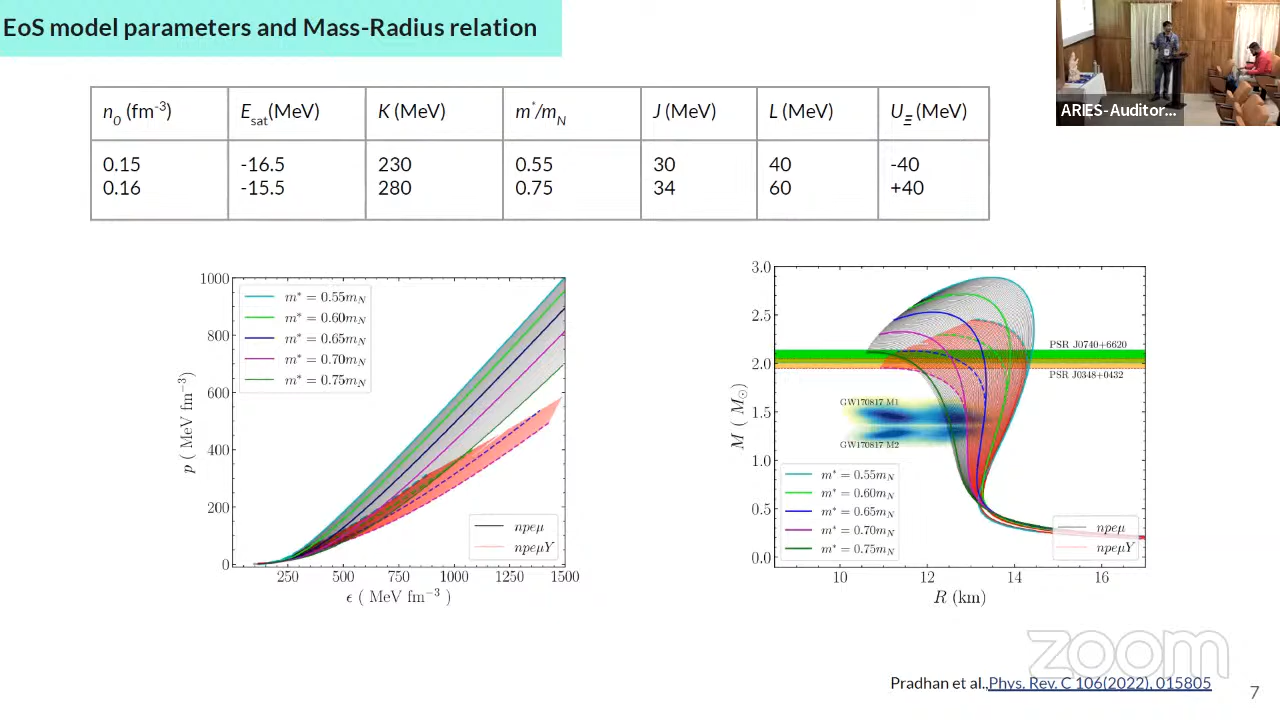 EoS model parameters and Mass-Radius relation
ARIES-Auditor...
n0 (fm-3) Esat(MeV) K (MeV) m*/mN J (MeV) L (MeV) UΞ (MeV)
0.15 -16.5 230 0.55 30 40 -40
0.16 -15.5 280 0.75 34 60 +40
1000
800
600
400
200
0
p ( MeV fm−3)
m* = 0.55mN
m* = 0.60mN
m* = 0.65mN
m* = 0.70mN
m* = 0.75mN
npeμ
npeμY
250 500 750 1000 1250 1500
ϵ ( MeV fm−3 )
3.0
2.5
2.0
1.5
1.0
0.5
0.0
M ( M⊙)
PSR J0740+6620
PSR J0348+0432
GW170817 M1
GW170817 M2
m* = 0.55mN
m* = 0.60mN
m* = 0.65mN
m* = 0.70mN
m* = 0.75mN
npeμ
npeμY
10 12 14 16
R (km)
zoom
Pradhan et al.,Phys. Rev. C 106(2022), 015805
7